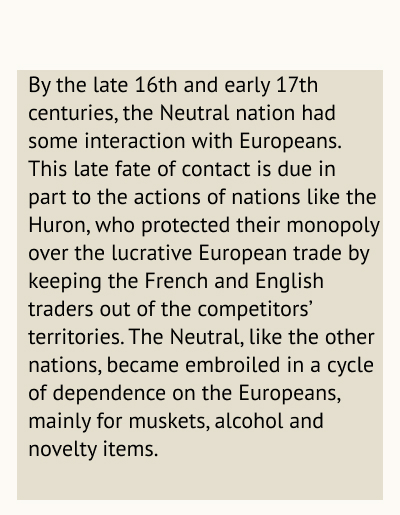 By the late 16th and early 17th
centuries, the Neutral nation had
some interaction with Europeans.
This late fate of contact is due in
part to the actions of nations like the
Huron, who protected their monopoly
over the lucrative European trade by
keeping the French and English
traders out of the competitors’
territories. The Neutral, like the other
nations, became embroiled in a cycle
of dependence on the Europeans,
mainly for muskets, alcohol and
novelty items.